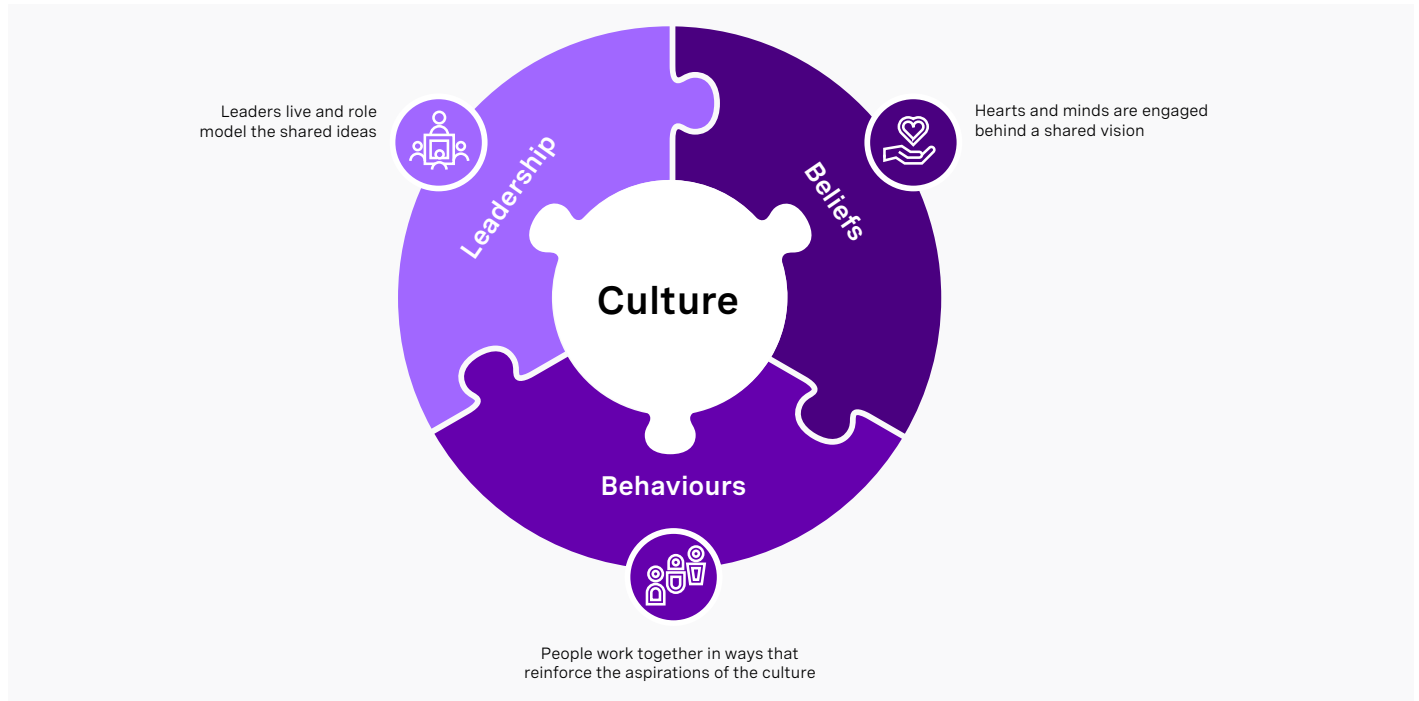 Leaders live and role
model the shared ideas
Leadership
Hearts and minds are engaged
behind a shared vision
Beliefs
Culture
Behaviours
People work together in ways that
reinforce the aspirations of the culture